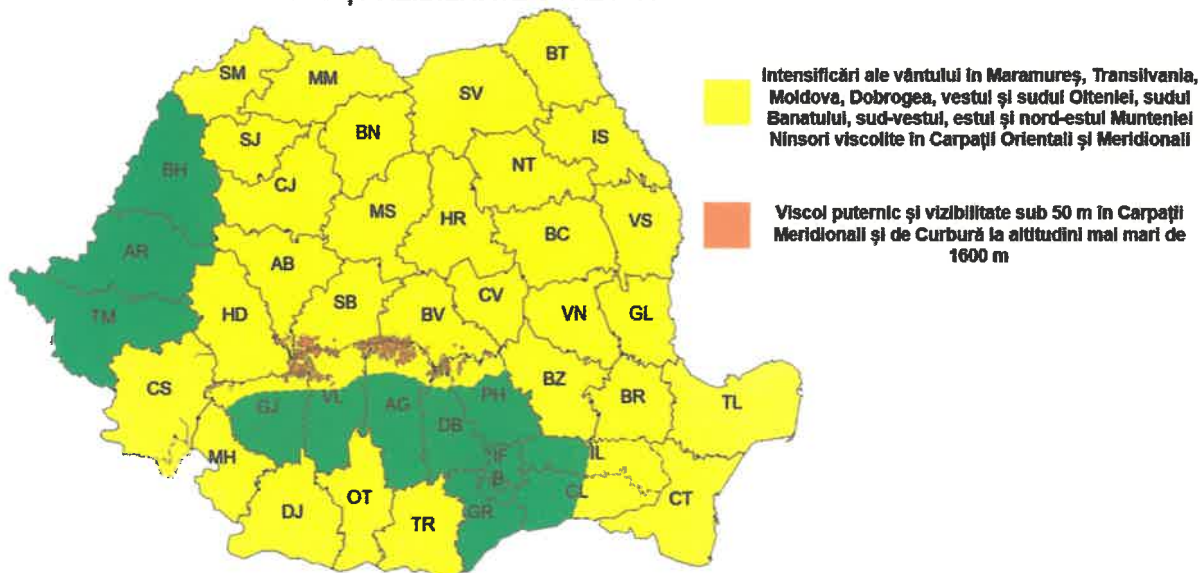 Intensificări ale vântului în Maramureș, Transilvania,
Moldova, Dobrogea, vestul și sudul Olteniei, sudul
Banatului, sud-vestul, estul și nord-estul Munteniei
Ninsori viscolite în Carpații Orientali și Meridionali
Viscol puternic și vizibilitate sub 50 m în Carpații
Meridionali și de Curbură la altitudini mai mari de
1600 m
BT
SM
MM
SV
SJ
BN
IS
BH
NT
CJ
MS
HR
VS
BC
AR
AB
SB
BV
CV
HD
VN
GL
TM
CS
GJ
VL
AG
PH
DB
BZ
BR
TL
MH
IF
IL
B
CL
CT
OT
DJ
TR
GR